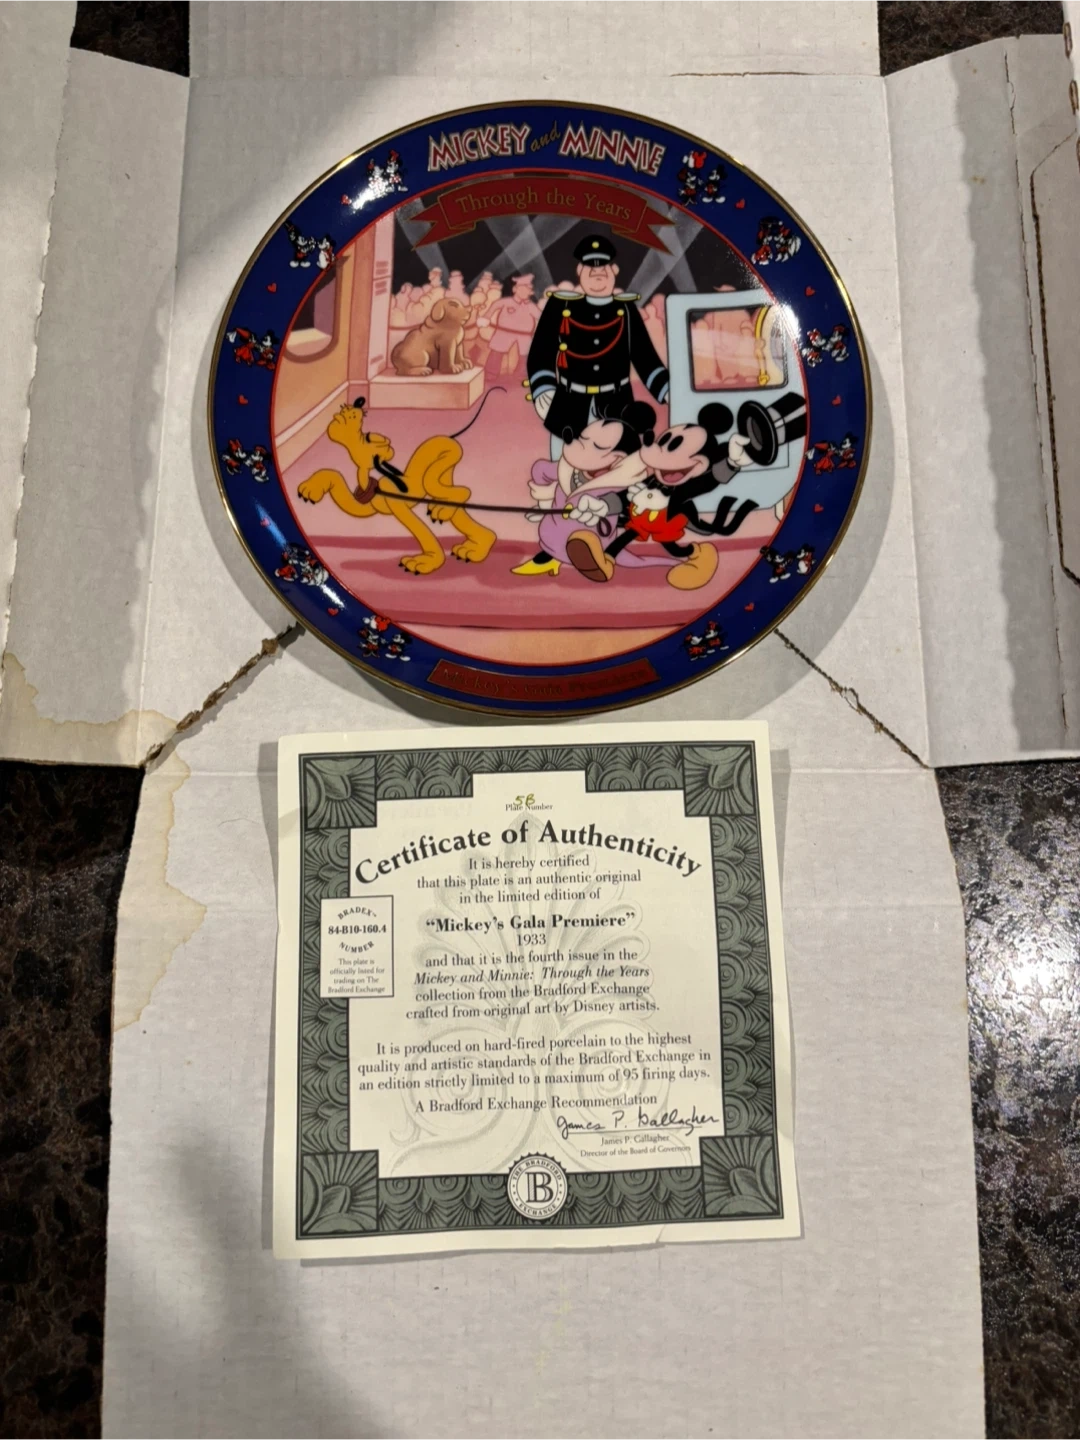 MICKEY and MINNIE
Through the Years
Mickey's Gala Premiere
5B
Plate Number
Certificate of Authenticity
It is hereby certified
that this plate is an authentic original
in the limited edition of
“Mickey's Gala Premiere”
1933
and that it is the fourth issue in the
Mickey and Minnie: Through the Years
collection from the Bradford Exchange
crafted from original art by Disney artists.
BRADEX™
84-B10-160.4
NUMBER
This plate is
officially listed for
trading on The
Bradford Exchange
It is produced on hard-fired porcelain to the highest
quality and artistic standards of the Bradford Exchange in
an edition strictly limited to a maximum of 95 firing days.
A Bradford Exchange Recommendation
James P. Gallagher
James P. Gallagher
Director of the Board of Governors
THE BRADFORD
B
EXCHANGE